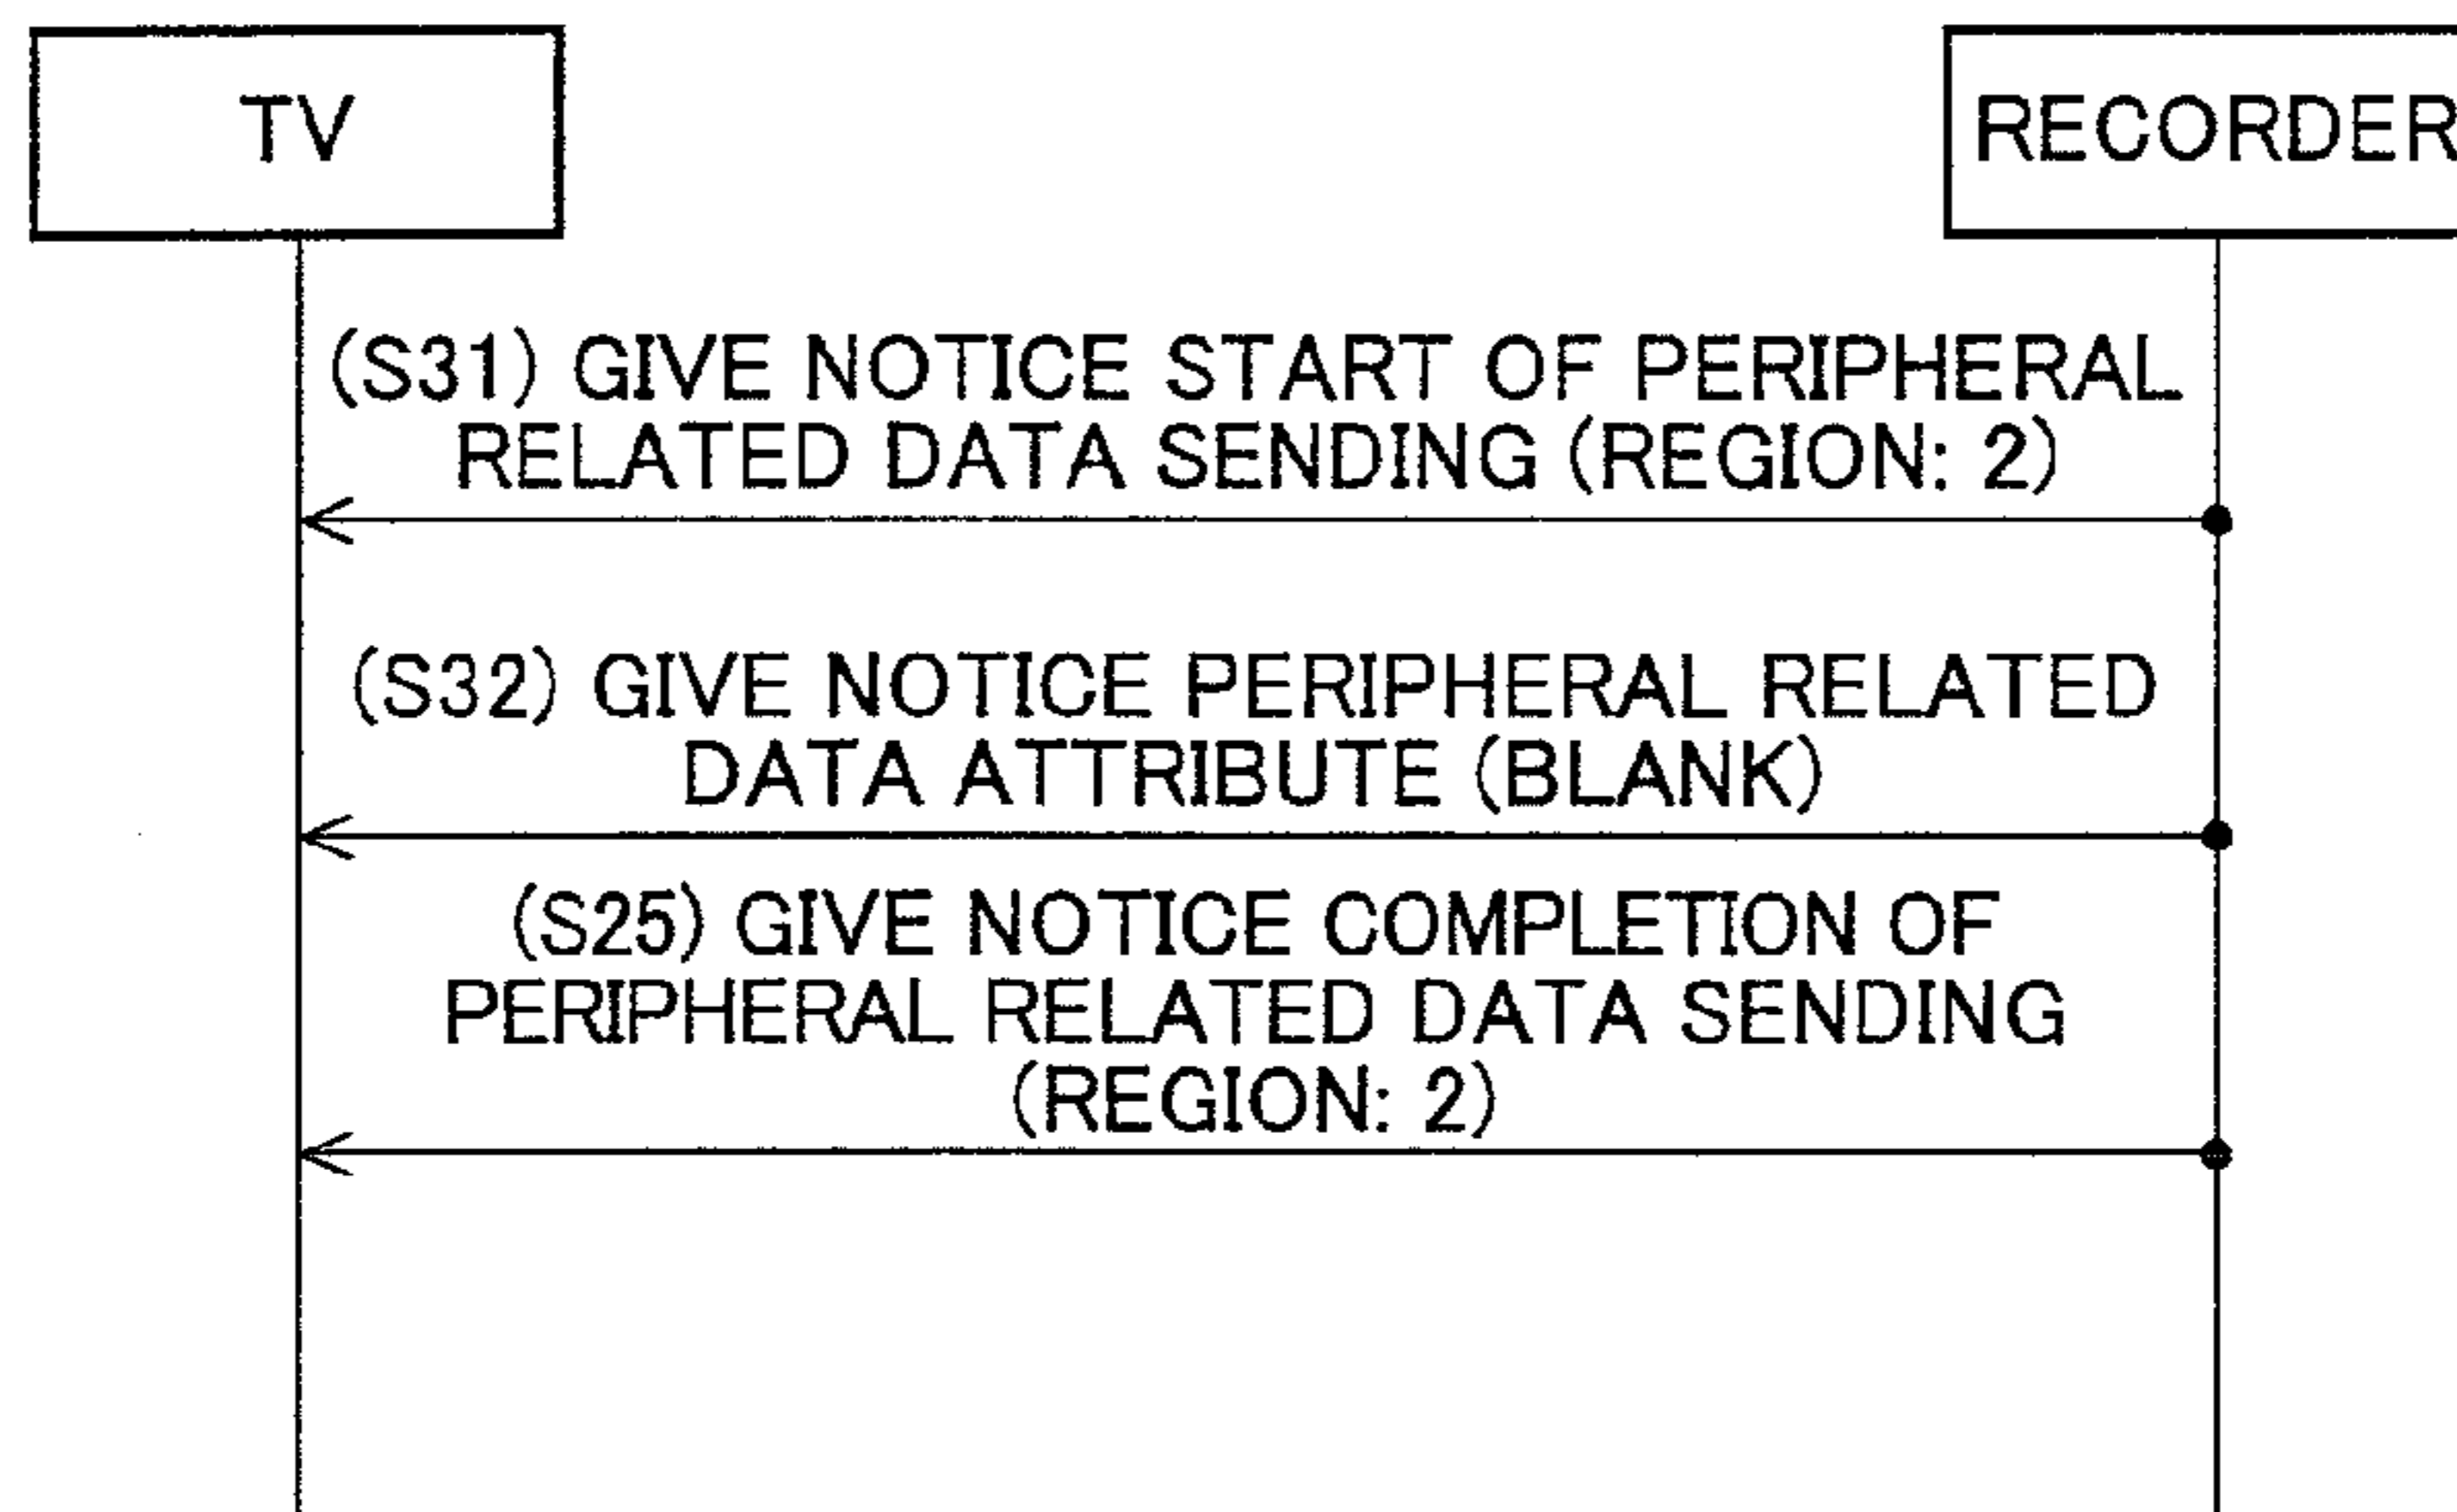 TV
RECORDER
(S31) GIVE NOTICE START OF PERIPHERAL
RELATED DATA SENDING (REGION: 2)
(S32) GIVE NOTICE PERIPHERAL RELATED
DATA ATTRIBUTE (BLANK)
(S25) GIVE NOTICE COMPLETION OF
PERIPHERAL RELATED DATA SENDING
(REGION: 2)